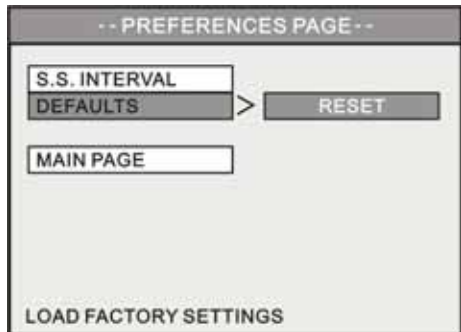 -- PREFERENCES PAGE--
S.S. INTERVAL
DEFAULTS > RESET
MAIN PAGE
LOAD FACTORY SETTINGS